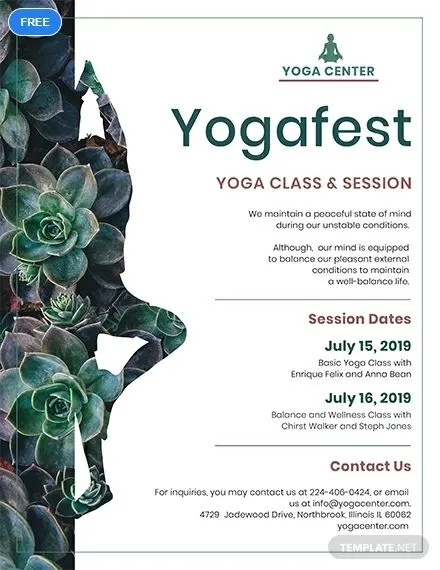 FREE
YOGA CENTER
Yogafest
YOGA CLASS & SESSION
We maintain a peaceful state of mind
during our unstable conditions.
Although, our mind is equipped
to balance our pleasant external
conditions to maintain
a well-balance life.
Session Dates
July 15, 2019
Basic Yoga Class with
Enrique Felix and Anna Bean
July 16, 2019
Balance and Wellness Class with
Chirst Walker and Steph Jones
Contact Us
For inquiries, you may contact us at 224-406-0424, or email
us at info@yogacenter.com,
4729 Jadewood Drive, Northbrook, Illinois IL 60062
yogacenter.com
TEMPLATE.NET